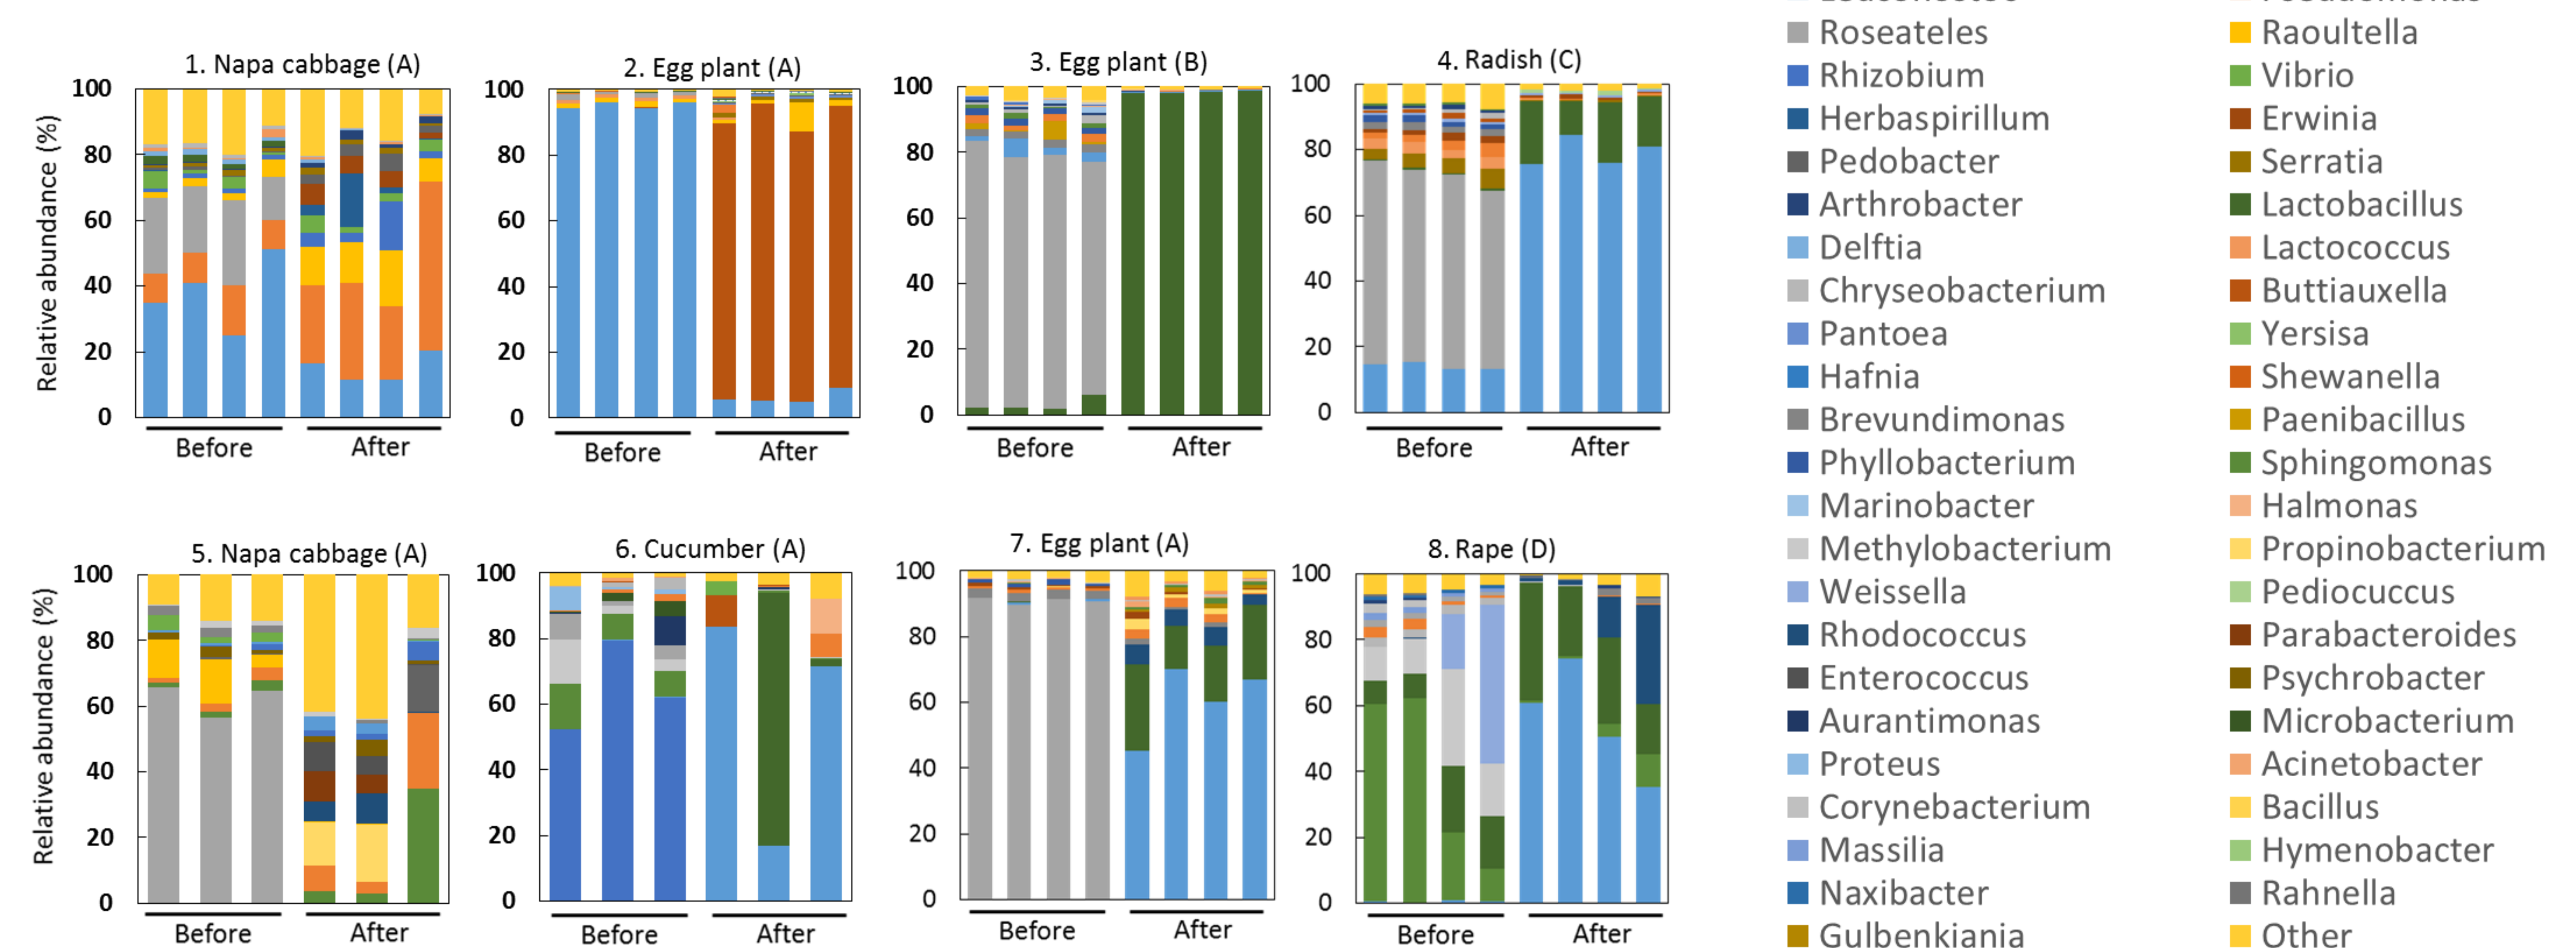 1. Napa cabbage (A)
2. Egg plant (A)
3. Egg plant (B)
4. Radish (C)
Relative abundance (%)
100
80
60
40
20
0
Before
After
100
80
60
40
20
0
Before
After
100
80
60
40
20
0
Before
After
100
80
60
40
20
0
Before
After
5. Napa cabbage (A)
6. Cucumber (A)
7. Egg plant (A)
8. Rape (D)
Relative abundance (%)
100
80
60
40
20
0
Before
After
100
80
60
40
20
0
Before
After
100
80
60
40
20
0
Before
After
100
80
60
40
20
0
Before
After
Roseateles
Raoultella
Rhizobium
Vibrio
Herbaspirillum
Erwinia
Pedobacter
Serratia
Arthrobacter
Lactobacillus
Delftia
Lactococcus
Chryseobacterium
Buttiauxella
Pantoea
Yersisa
Hafnia
Shewanella
Brevundimonas
Paenibacillus
Phyllobacterium
Sphingomonas
Marinobacter
Halmonas
Methylobacterium
Propinobacterium
Weissella
Pediococcus
Rhodococcus
Parabacteroides
Enterococcus
Psychrobacter
Aurantimonas
Microbacterium
Proteus
Acinetobacter
Corynebacterium
Bacillus
Massilia
Hymenobacter
Naxibacter
Rahnella
Gulbenkiania
Other